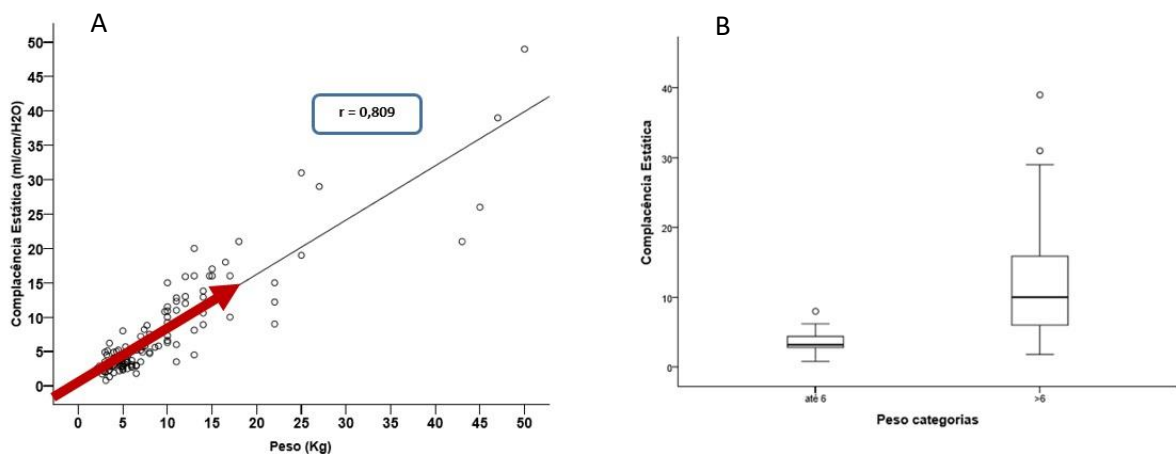 A
Complacência Estática (ml/cm/H2O)
50
45
40
35
30
25
20
15
10
5
0
r = 0,809
0 5 10 15 20 25 30 35 40 45 50
Peso (Kg)
B
Complacência Estática
40
30
20
10
0
até 6 >6
Peso categorias